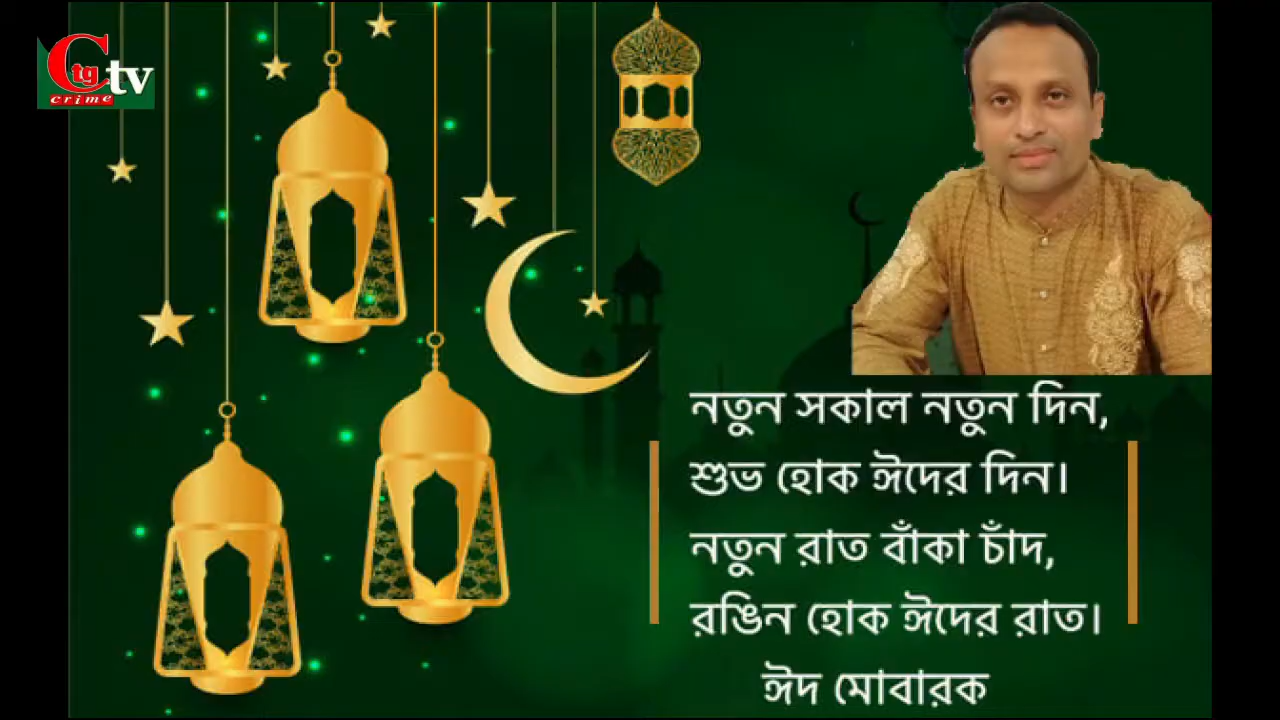 Ctg tv
crime
নতুন সকাল নতুন দিন,
শুভ হোক ঈদের দিন।
নতুন রাত বাঁকা চাঁদ,
রঙিন হোক ঈদের রাত।
ঈদ মোবারক